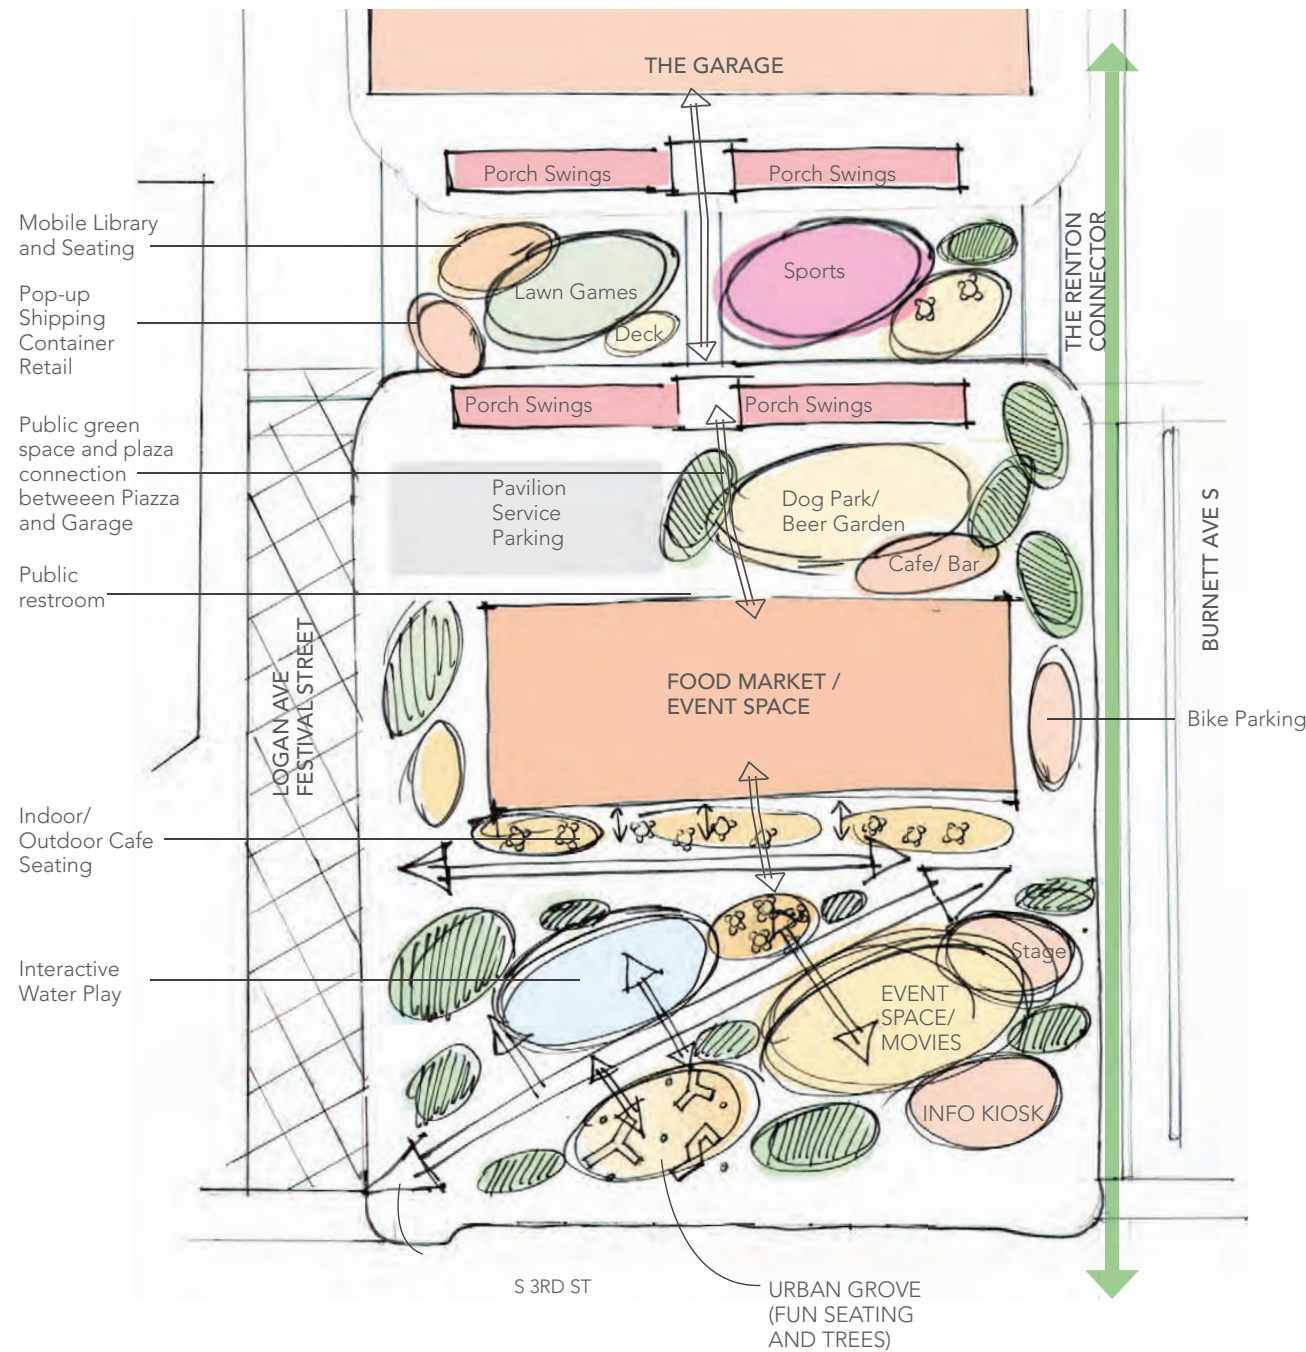 THE GARAGE
Porch Swings
Porch Swings
Mobile Library
and Seating
Sports
Lawn Games
Deck
Pop-up
Shipping
Container
Retail
THE RENTON
CONNECTOR
Porch Swings
Porch Swings
Public green
space and plaza
connection
betweeen Piazza
and Garage
Pavilion
Service
Parking
Dog Park/
Beer Garden
Cafe/ Bar
BURNETT AVE S
Public
restroom
LOGAN AVE
FESTIVAL STREET
FOOD MARKET /
EVENT SPACE
Bike Parking
Indoor/
Outdoor Cafe
Seating
Interactive
Water Play
Stage
EVENT
SPACE/
MOVIES
INFO KIOSK
S 3RD ST
URBAN GROVE
(FUN SEATING
AND TREES)